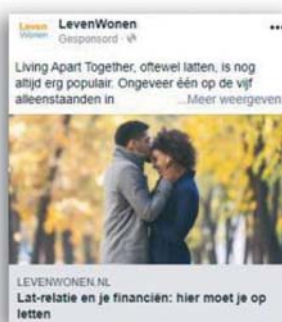 Leven
Wonen
LevenWonen
Gesponsord
Living Apart Together, oftewel latten, is nog
altijd erg populair. Ongeveer één op de vijf
alleenstaanden in ...Meer weergeven
LEVENWONEN.NL
Lat-relatie en je financiën: hier moet je op
letten